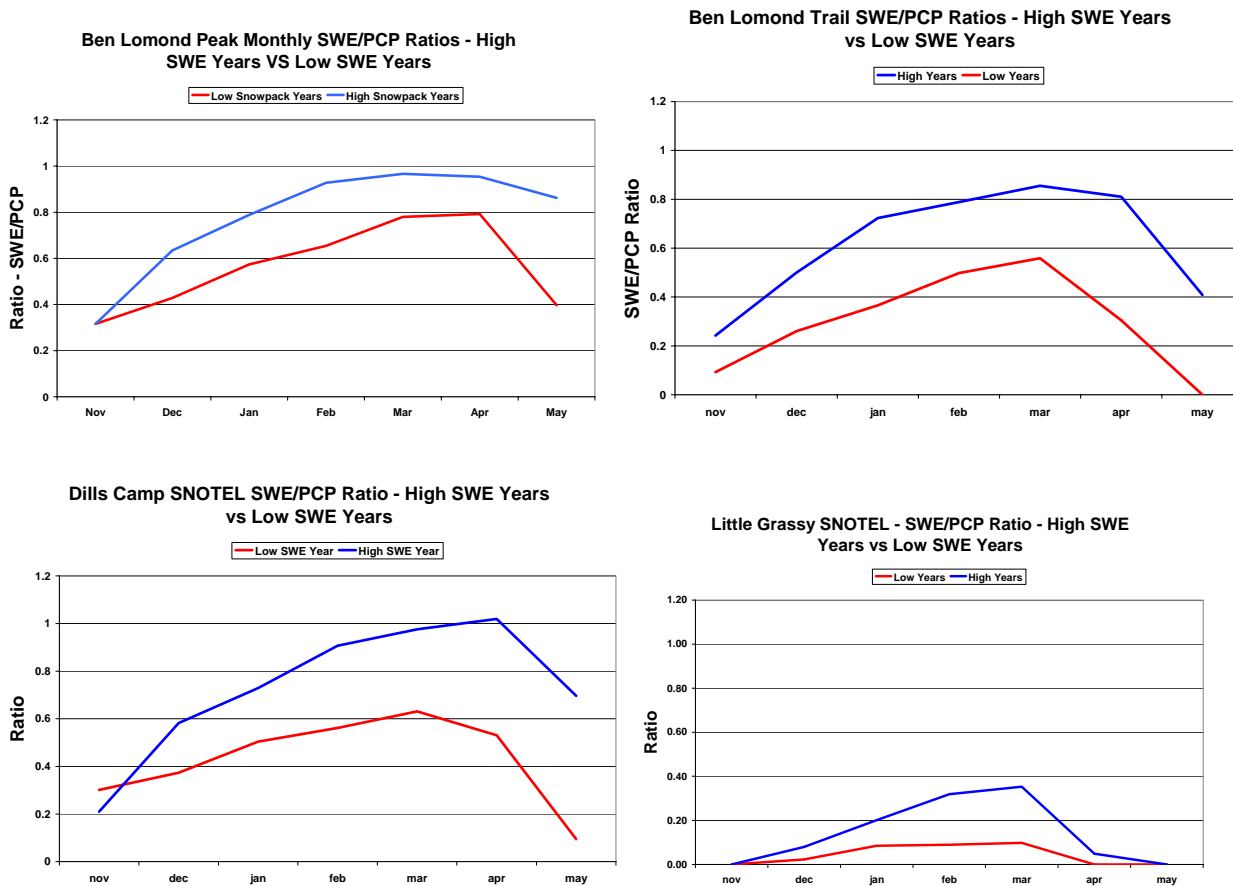 Ben Lomond Peak Monthly SWE/PCP Ratios - High
SWE Years VS Low SWE Years
Low Snowpack Years High Snowpack Years
1.2
1
0.8
0.6
0.4
0.2
0
Ratio - SWE/PCP
Nov Dec Jan Feb Mar Apr May
Ben Lomond Trail SWE/PCP Ratios - High SWE Years
vs Low SWE Years
High Years Low Years
1.2
1
0.8
0.6
0.4
0.2
0
SWE/PCP Ratio
nov dec jan feb mar apr may
Dills Camp SNOTEL SWE/PCP Ratio - High SWE Years
vs Low SWE Years
Low SWE Year High SWE Year
1.2
1
0.8
0.6
0.4
0.2
0
Ratio
nov dec jan feb mar apr may
Little Grassy SNOTEL - SWE/PCP Ratio - High SWE
Years vs Low SWE Years
Low Years High Years
1.20
1.00
0.80
0.60
0.40
0.20
0.00
Ratio
nov dec jan feb mar apr may